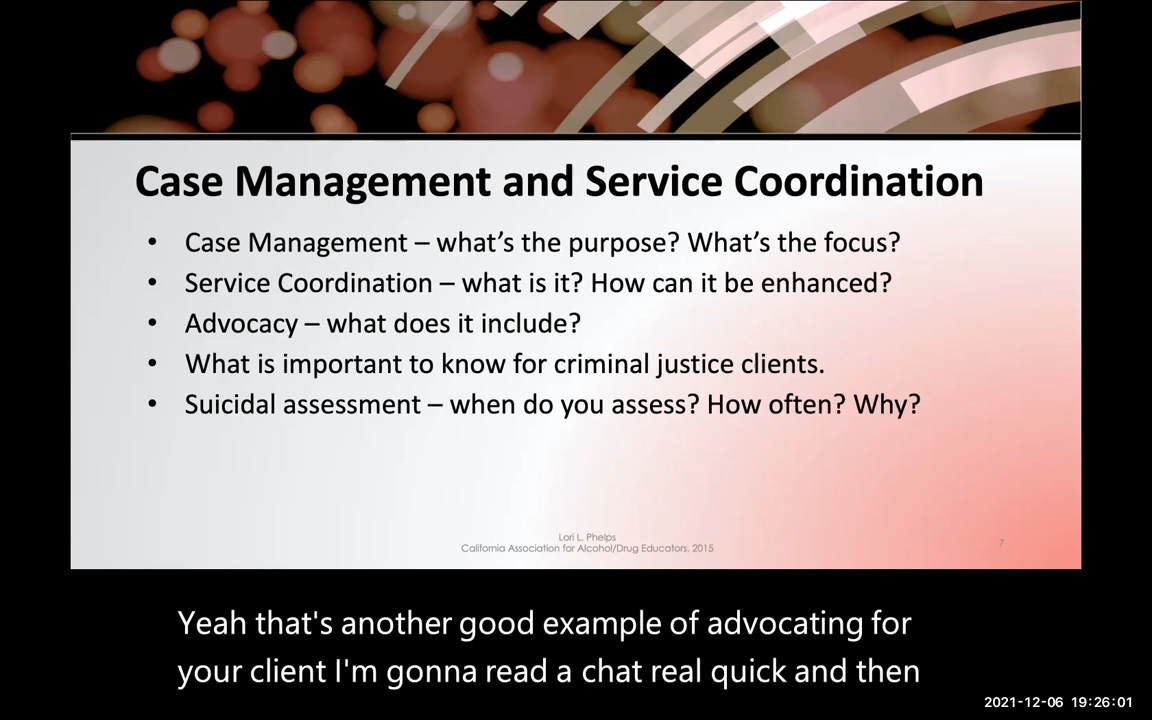 Case Management and Service Coordination
• Case Management – what's the purpose? What's the focus?
• Service Coordination – what is it? How can it be enhanced?
• Advocacy – what does it include?
• What is important to know for criminal justice clients.
• Suicidal assessment – when do you assess? How often? Why?
Lori L. Phelps
California Association for Alcohol/Drug Educators, 2015
7
Yeah that's another good example of advocating for
your client I'm gonna read a chat real quick and then
2021-12-06 19:26:01